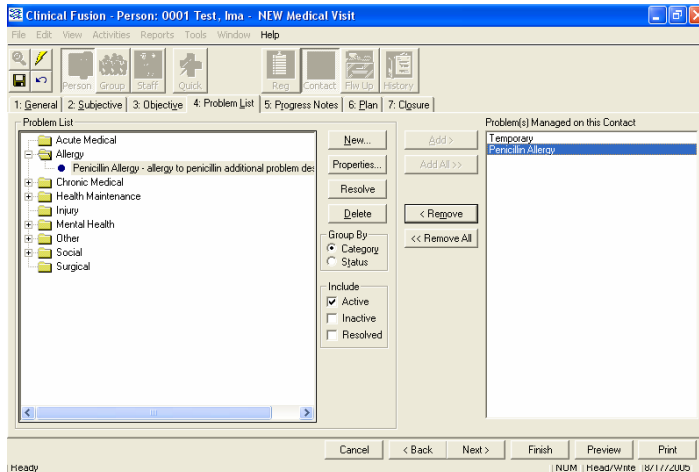 Clinical Fusion - Person: 0001 Test, Ima - NEW Medical Visit
File Edit View Activities Reports Tools Window Help
Person Group Staff Quick Reg Contact Flw Up History
1: General 2: Subjective 3: Objective 4: Problem List 5: Progress Notes 6: Plan 7: Closure
Problem List
Acute Medical
Allergy
Penicillin Allergy - allergy to penicillin additional problem des
Chronic Medical
Health Maintenance
Injury
Mental Health
Other
Social
Surgical
New...
Properties...
Resolve
Delete
Group By
Category
Status
Include
Active
Inactive
Resolved
Add >
Add All >>
< Remove
<< Remove All
Problem(s) Managed on this Contact
Temporary
Penicillin Allergy
Cancel < Back Next > Finish Preview Print
Ready NUM Read/Write 8/17/2005